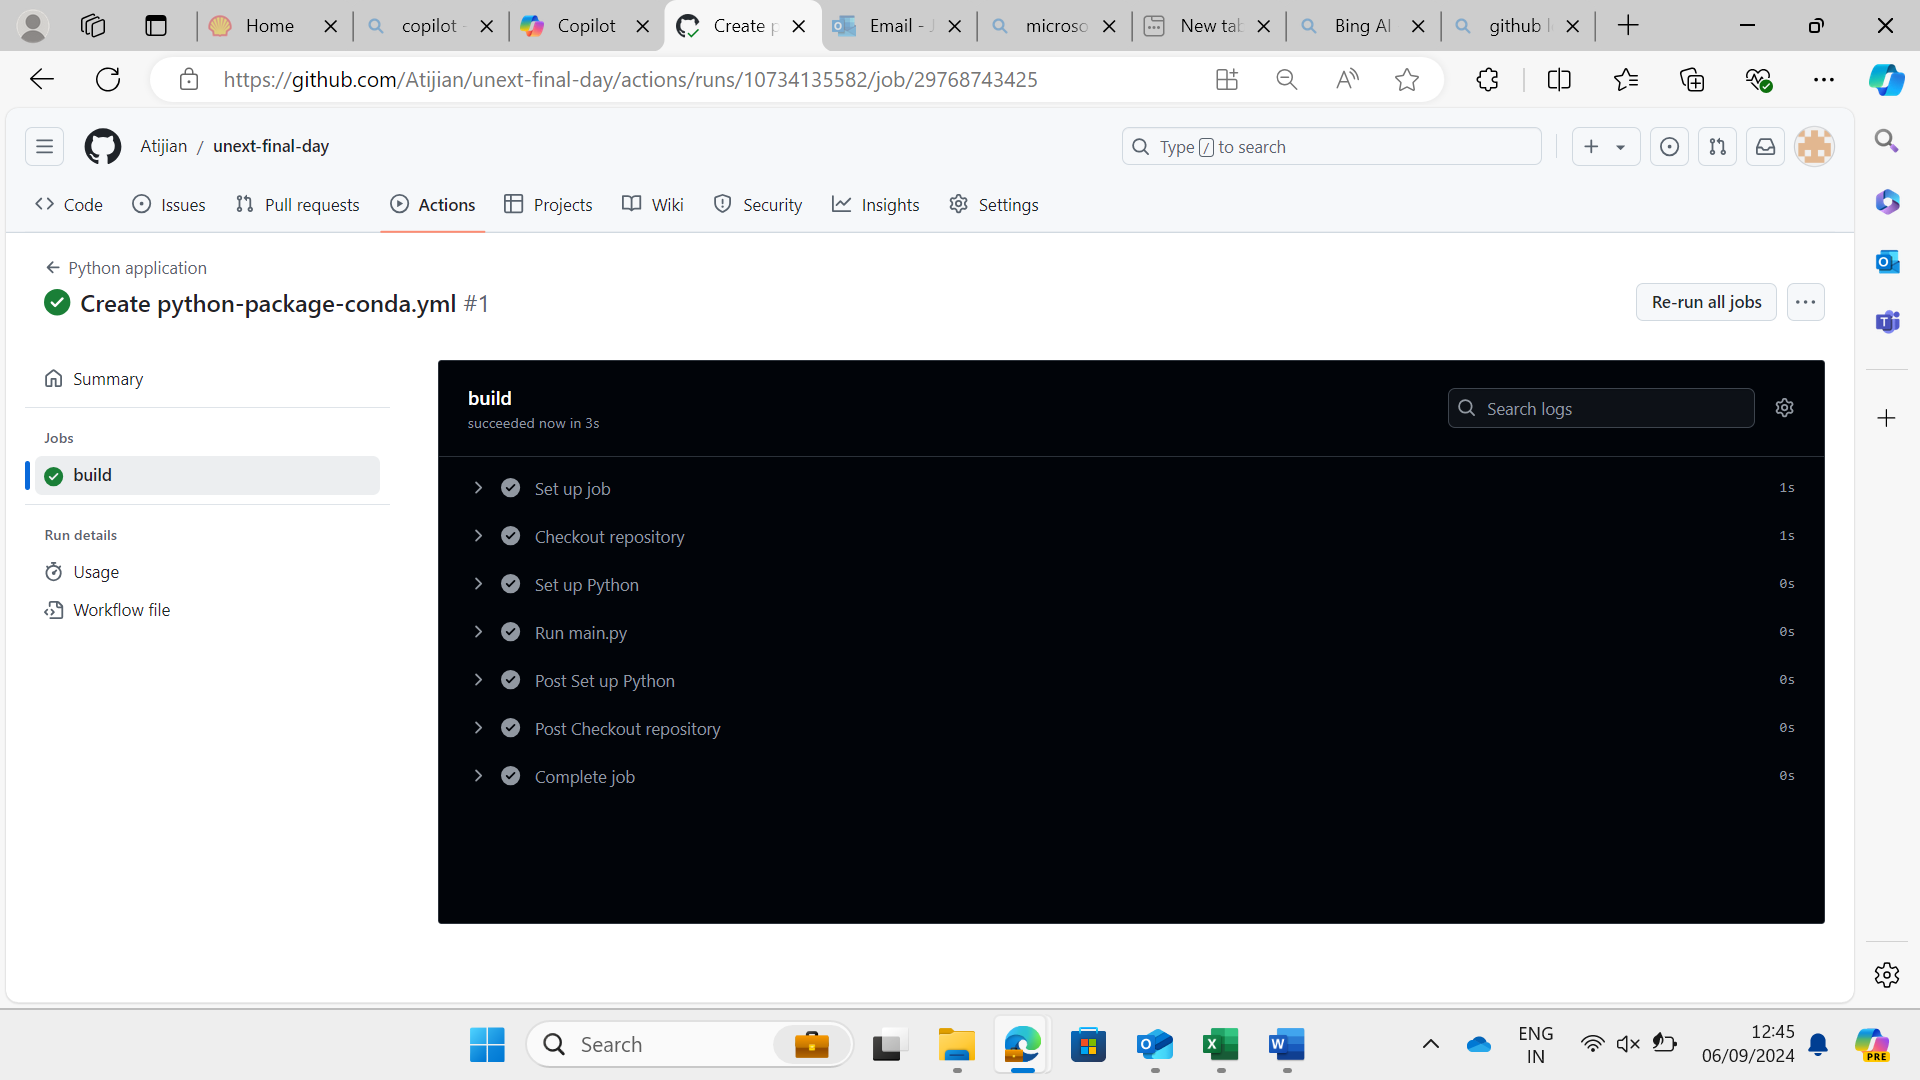 Home
copilot -
Copilot
Create p
Email - J
microso
New tab
Bing AI
github l
https://github.com/Atijian/unext-final-day/actions/runs/10734135582/job/29768743425
Atijian / unext-final-day
Type / to search
Code
Issues
Pull requests
Actions
Projects
Wiki
Security
Insights
Settings
Python application
Create python-package-conda.yml #1
Re-run all jobs
Summary
Jobs
build
Run details
Usage
Workflow file
build
succeeded now in 3s
Search logs
Set up job 1s
Checkout repository 1s
Set up Python 0s
Run main.py 0s
Post Set up Python 0s
Post Checkout repository 0s
Complete job 0s
Search
ENG
IN
12:45
06/09/2024
PRE